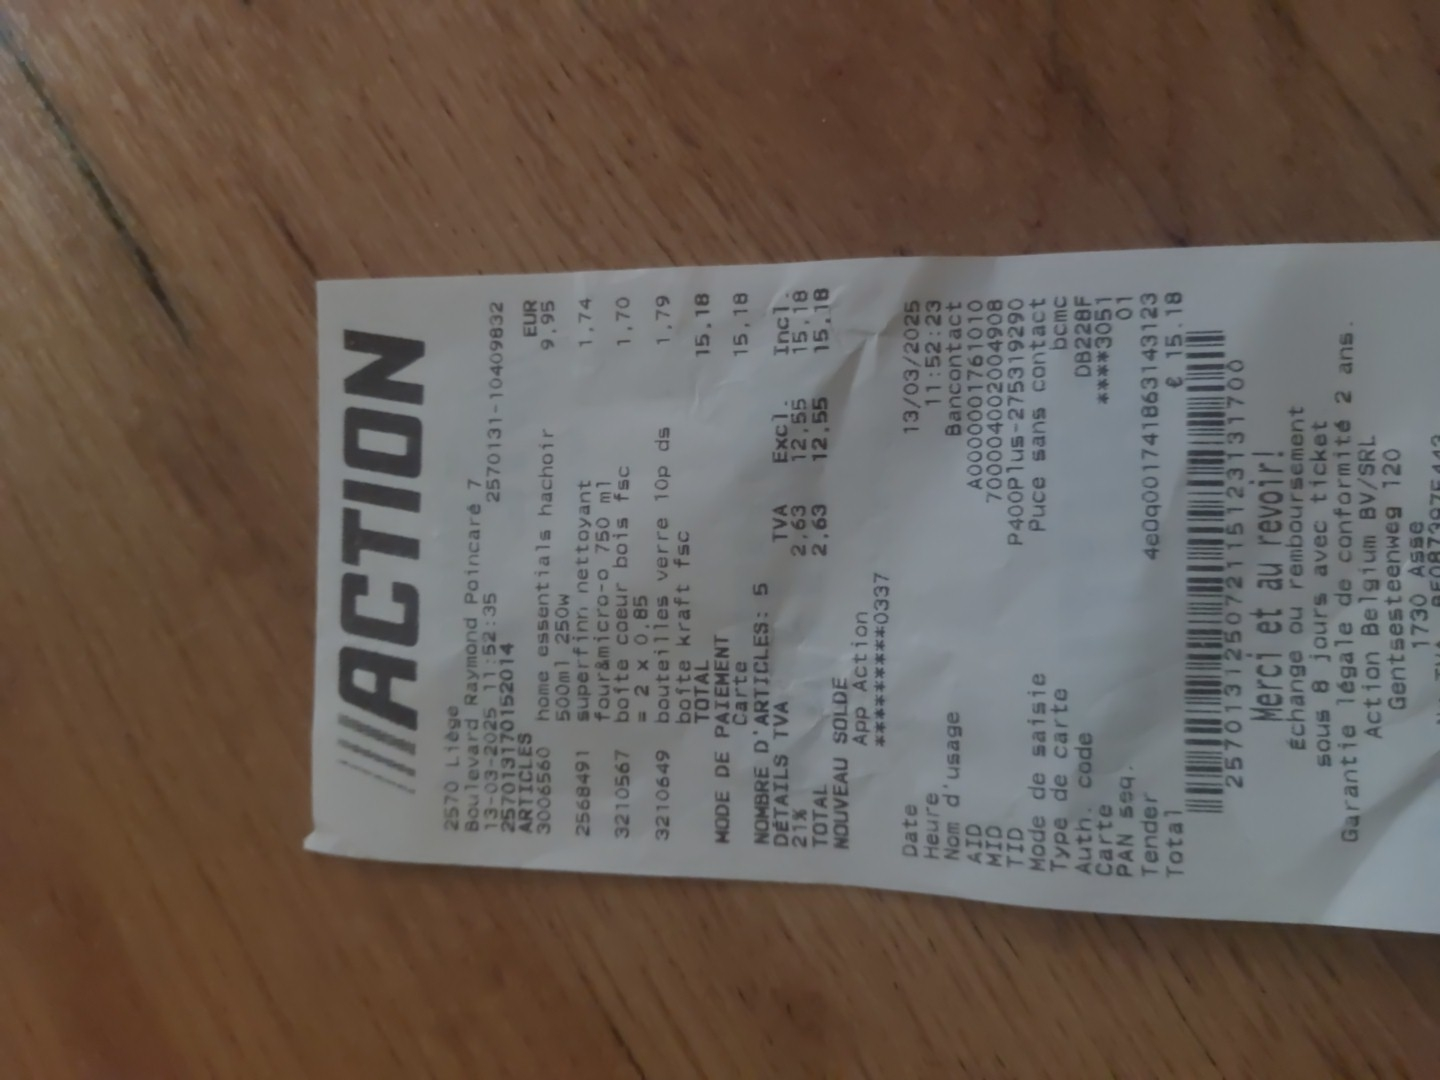 ACTION
2570 Liège
Boulevard Raymond Poincaré 7
13-03-2025 11:52:35 2570131-10409832
257013170152014
ARTICLES EUR
3006560 home essentials hachoir 9,95
500ml 250w
2568491 superfinn nettoyant 1,74
four&micro-o 750 ml
3210567 boîte coeur bois fsc 1,70
= 2 x 0,85
3210649 bouteilles verre 10p ds 1,79
boîte kraft fsc
TOTAL 15,18
MODE DE PAIEMENT
Carte 15,18
NOMBRE D'ARTICLES: 5
DÉTAILS TVA TVA Excl. Incl.
21% 2,63 12,55 15,18
TOTAL 2,63 12,55 15,18
NOUVEAU SOLDE
App Action
*********0337
Date 13/03/2025
Heure 11:52:23
Nom d'usage Bancontact
AID A0000001761010
MID 70000400200490B
TID P400Plus-275319290
Mode de saisie Puce sans contact
Type de carte bcmc
Auth. code DB228F
Carte ****3051
PAN seq. 01
Tender 4e0q001741863143123
Total € 15.18
257013125072115123131700
Merci et au revoir!
Échange ou remboursement
sous 8 jours avec ticket
Garantie légale de conformité 2 ans.
Action Belgium BV/SRL
Gentsesteenweg 120
1730 Asse